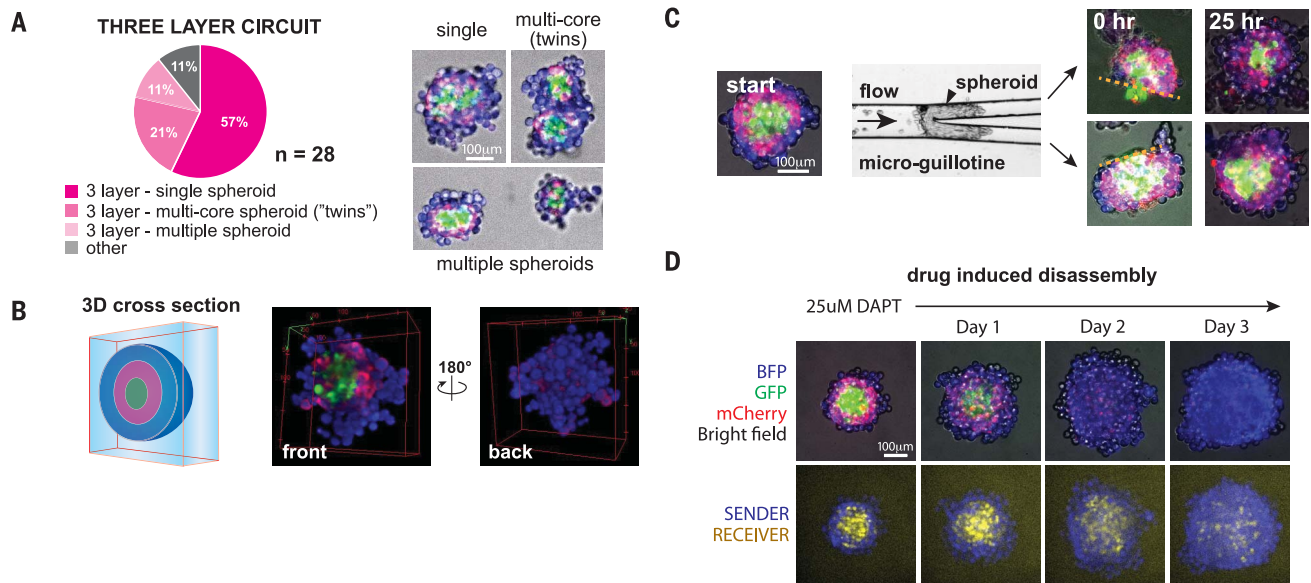 A
THREE LAYER CIRCUIT
11%
11%
21%
57%
n = 28
3 layer - single spheroid
3 layer - multi-core spheroid ("twins")
3 layer - multiple spheroid
other
single
multi-core
(twins)
100μm
multiple spheroids
B
3D cross section
front
180°
back
C
start
100μm
flow
spheroid
micro-guillotine
0 hr
25 hr
D
drug induced disassembly
25uM DAPT
Day 1
Day 2
Day 3
BFP
GFP
mCherry
Bright field
100μm
SENDER
RECEIVER